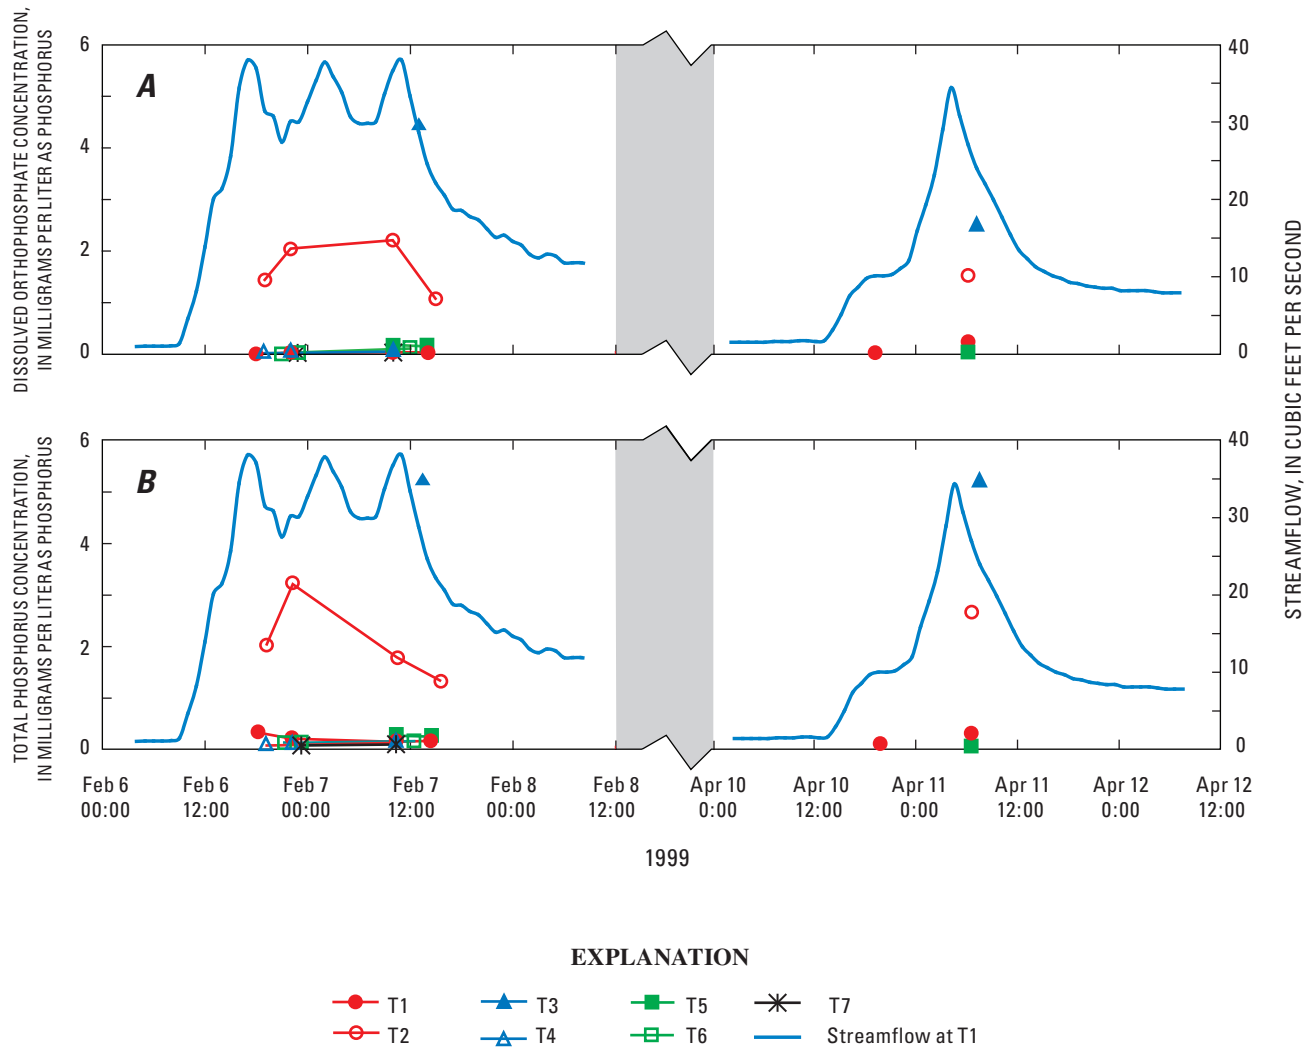 DISSOLVED ORTHOPHOSPHATE CONCENTRATION,
IN MILLIGRAMS PER LITER AS PHOSPHORUS
6
4
2
0
A
40
30
20
10
0
STREAMFLOW, IN CUBIC FEET PER SECOND
TOTAL PHOSPHORUS CONCENTRATION,
IN MILLIGRAMS PER LITER AS PHOSPHORUS
6
4
2
0
B
40
30
20
10
0
Feb 6 Feb 6 Feb 7 Feb 7 Feb 8 Feb 8 Apr 10 Apr 10 Apr 11 Apr 11 Apr 12 Apr 12
00:00 12:00 00:00 12:00 00:00 12:00 0:00 12:00 0:00 12:00 0:00 12:00
1999
EXPLANATION
T1 T3 T5 T7
T2 T4 T6 Streamflow at T1